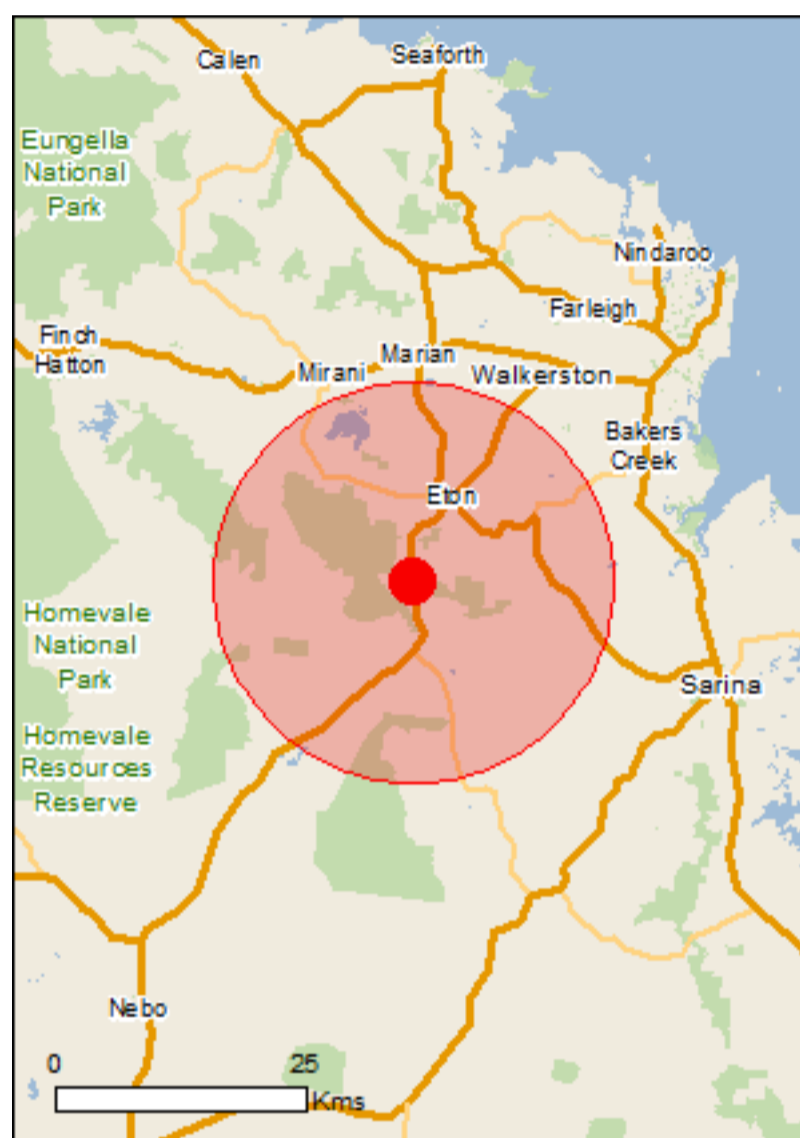 Calen
Seaforth
Eungella
National
Park
Nindaroo
Farleigh
Finch
Hatton
Marian
Mirani
Walkerston
Bakers
Creek
Eton
Homevale
National
Park
Sarina
Homevale
Resources
Reserve
Nebo
0 25
Kms